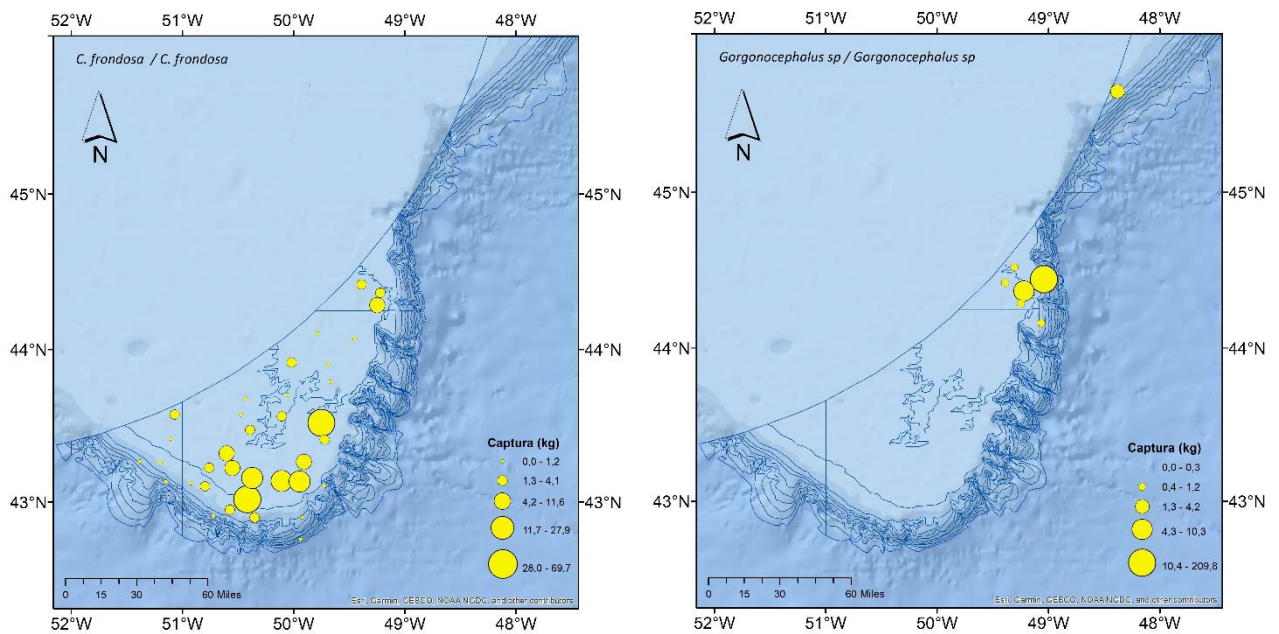 52°W 51°W 50°W 49°W 48°W
C. frondosa / C. frondosa
N
45°N 45°N
44°N 44°N
43°N 43°N
Captura (kg)
0,0 - 1,2
1,3 - 4,1
4,2 - 11,6
11,7 - 27,9
28,0 - 69,7
0 15 30 60 Miles
Esri, Garmin, GEBCO, NOAA NGDC, and other contributors
52°W 51°W 50°W 49°W 48°W
52°W 51°W 50°W 49°W 48°W
Gorgonocephalus sp / Gorgonocephalus sp
N
45°N 45°N
44°N 44°N
43°N 43°N
Captura (kg)
0,0 - 0,3
0,4 - 1,2
1,3 - 4,2
4,3 - 10,3
10,4 - 209,8
0 15 30 60 Miles
Esri, Garmin, GEBCO, NOAA NGDC, and other contributors
52°W 51°W 50°W 49°W 48°W